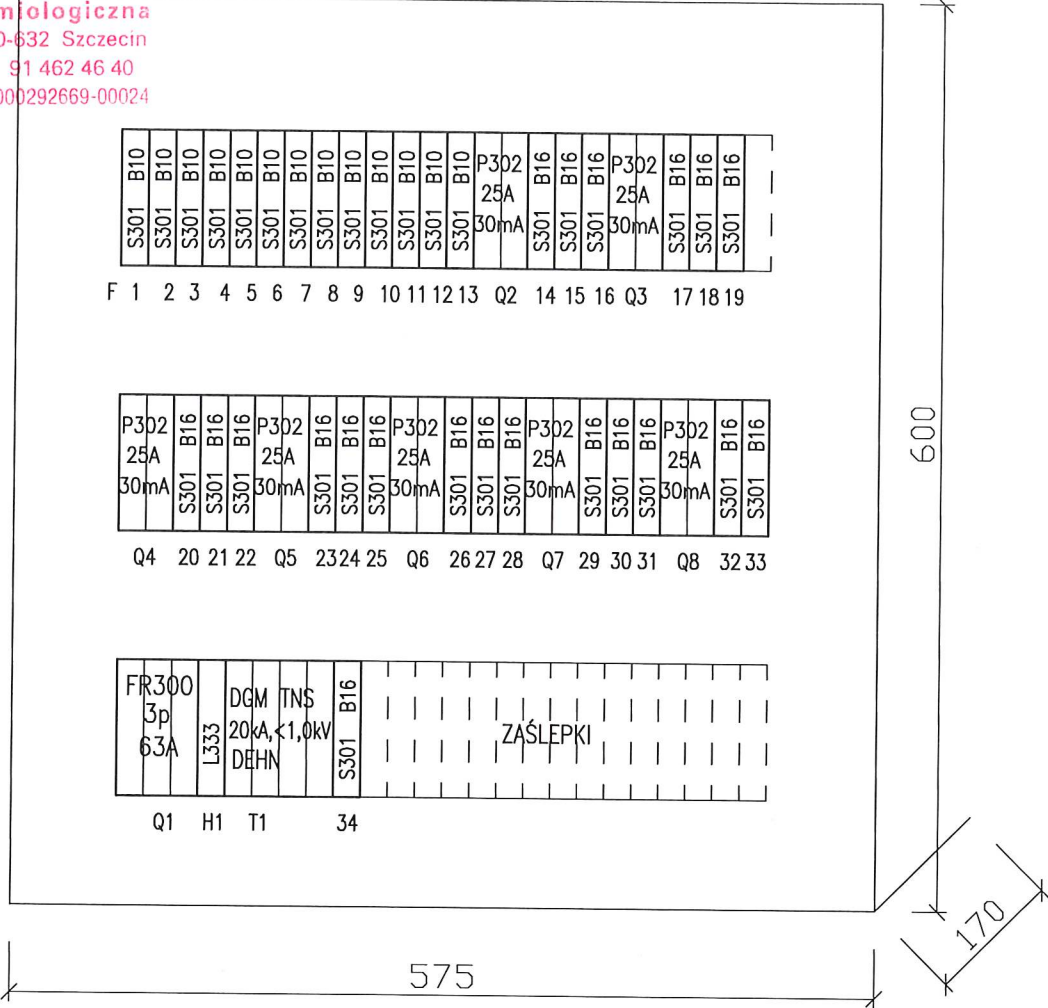 miologiczna
0-632 Szczecin
91 462 46 40
000292669-00024
S301 B10 S301 B10 S301 B10 S301 B10 S301 B10 S301 B10 S301 B10 S301 B10 S301 B10 S301 B10 S301 B10 S301 B10 S301 B10 P302 25A 30mA S301 B16 S301 B16 S301 B16 P302 25A 30mA S301 B16 S301 B16 S301 B16
F 1 2 3 4 5 6 7 8 9 10 11 12 13 Q2 14 15 16 Q3 17 18 19
P302 25A 30mA S301 B16 S301 B16 S301 B16 P302 25A 30mA S301 B16 S301 B16 S301 B16 P302 25A 30mA S301 B16 S301 B16 S301 B16 P302 25A 30mA S301 B16 S301 B16 S301 B16 P302 25A 30mA S301 B16 S301 B16
Q4 20 21 22 Q5 23 24 25 Q6 26 27 28 Q7 29 30 31 Q8 32 33
FR300
3p
63A
L333
DGM TNS
20kA,<1,0kV
DEHN
S301 B16
ZAŚLEPKI
Q1 H1 T1 34
600
170
575